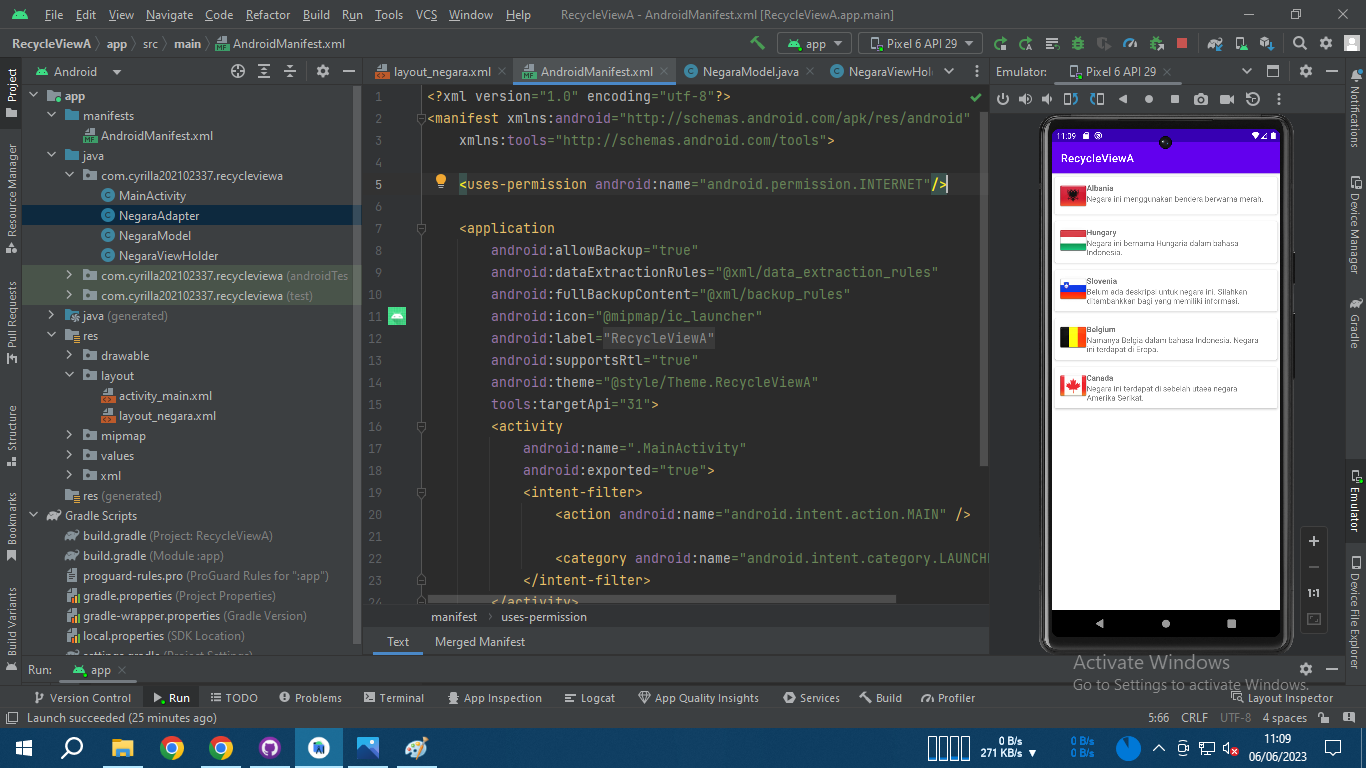 File Edit View Navigate Code Refactor Build Run Tools VCS Window Help RecycleViewA - AndroidManifest.xml [RecycleViewA.app.main]
RecycleViewA app src main AndroidManifest.xml app Pixel 6 API 29
Project
Resource Manager
Pull Requests
Structure
Bookmarks
Build Variants
Android
app
manifests
AndroidManifest.xml
java
com.cyrilla202102337.recycleviewa
MainActivity
NegaraAdapter
NegaraModel
NegaraViewHolder
com.cyrilla202102337.recycleviewa (androidTes
com.cyrilla202102337.recycleviewa (test)
java (generated)
res
drawable
layout
activity_main.xml
layout_negara.xml
mipmap
values
xml
res (generated)
Gradle Scripts
build.gradle (Project: RecycleViewA)
build.gradle (Module :app)
proguard-rules.pro (ProGuard Rules for ":app")
gradle.properties (Project Properties)
gradle-wrapper.properties (Gradle Version)
local.properties (SDK Location)
settings.gradle (Project Settings)
layout_negara.xml AndroidManifest.xml NegaraModel.java NegaraViewHol
1 <?xml version="1.0" encoding="utf-8"?>
2 <manifest xmlns:android="http://schemas.android.com/apk/res/android"
3 xmlns:tools="http://schemas.android.com/tools">
4
5 <uses-permission android:name="android.permission.INTERNET"/>
6
7 <application
8 android:allowBackup="true"
9 android:dataExtractionRules="@xml/data_extraction_rules"
10 android:fullBackupContent="@xml/backup_rules"
11 android:icon="@mipmap/ic_launcher"
12 android:label="RecycleViewA"
13 android:supportsRtl="true"
14 android:theme="@style/Theme.RecycleViewA"
15 tools:targetApi="31">
16 <activity
17 android:name=".MainActivity"
18 android:exported="true">
19 <intent-filter>
20 <action android:name="android.intent.action.MAIN" />
21
22 <category android:name="android.intent.category.LAUNCHE
23 </intent-filter>
24 </activity>
manifest uses-permission
Text Merged Manifest
Emulator: Pixel 6 API 29
11:09
RecycleViewA
Albania
Negara ini menggunakan bendera berwarna merah.
Hungary
Negara ini bernama Hungaria dalam bahasa
Indonesia.
Slovenia
Belum ada deskripsi untuk negara ini. Silahkan
ditambahkan bagi yang memiliki informasi.
Belgium
Namanya Belgia dalam bahasa Indonesia. Negara
ini terdapat di Eropa.
Canada
Negara ini terdapat di sebelah utaea negara
Amerika Serikat.
1:1
Notifications
Device Manager
Gradle
Emulator
Device File Explorer
Activate Windows
Go to Settings to activate Windows.
Run: app
Version Control Run TODO Problems Terminal App Inspection Logcat App Quality Insights Services Build Profiler Layout Inspector
Launch succeeded (25 minutes ago) 5:66 CRLF UTF-8 4 spaces
0 B/s
271 KB/s
0 B/s
0 B/s
11:09
06/06/2023